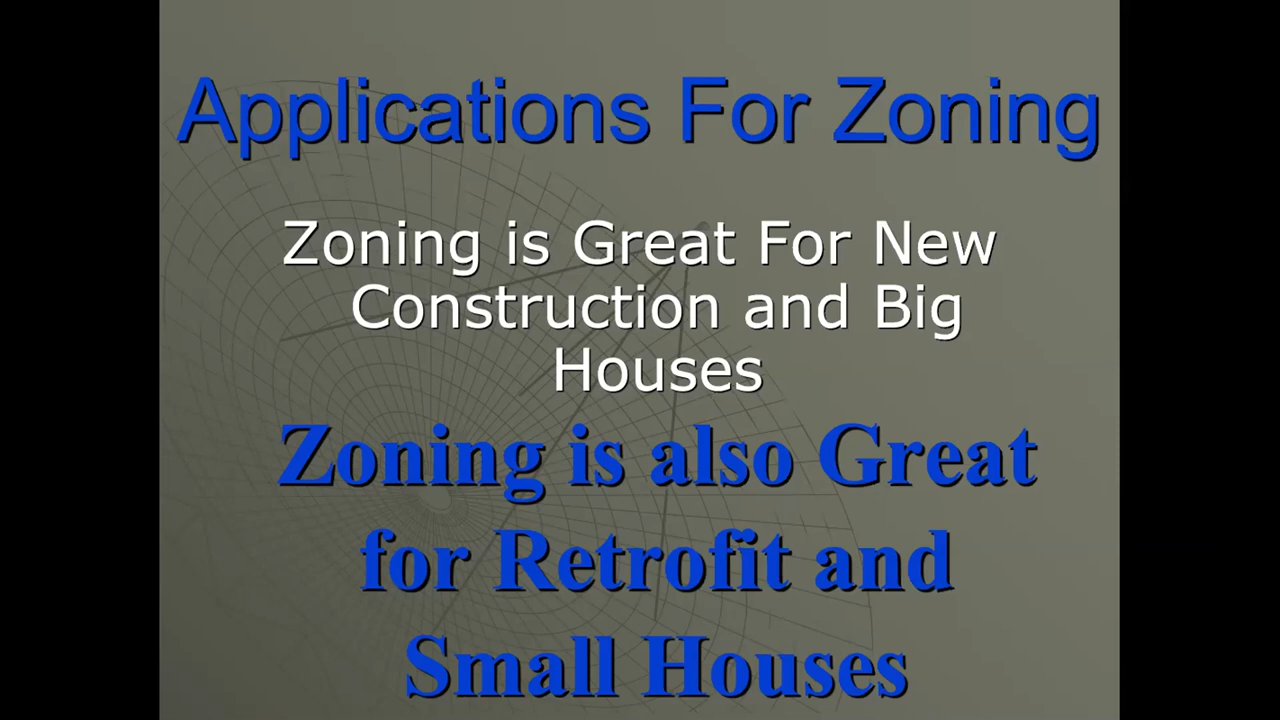 Applications For Zoning
Zoning is Great For New
Construction and Big
Houses
Zoning is also Great
for Retrofit and
Small Houses